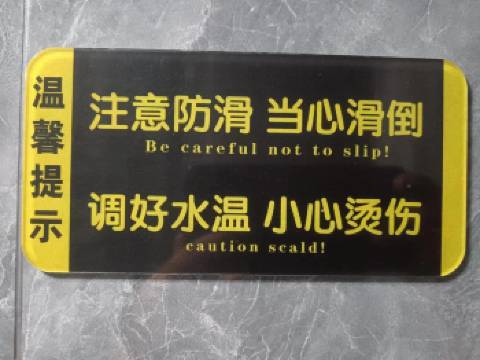 温馨提示
注意防滑 当心滑倒
Be careful not to slip!
调好水温 小心烫伤
caution scald!